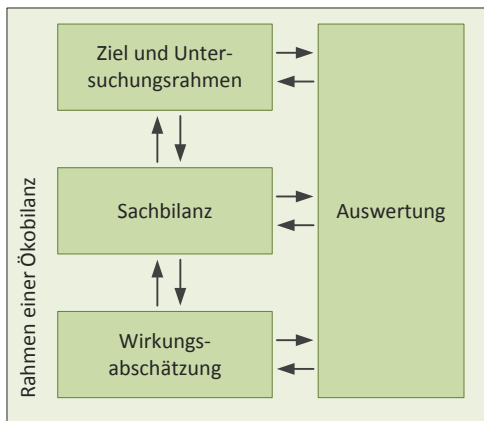 Ziel und Unter-
suchungsrahmen
Sachbilanz
Wirkungs-
abschätzung
Auswertung
Rahmen einer Ökobilanz